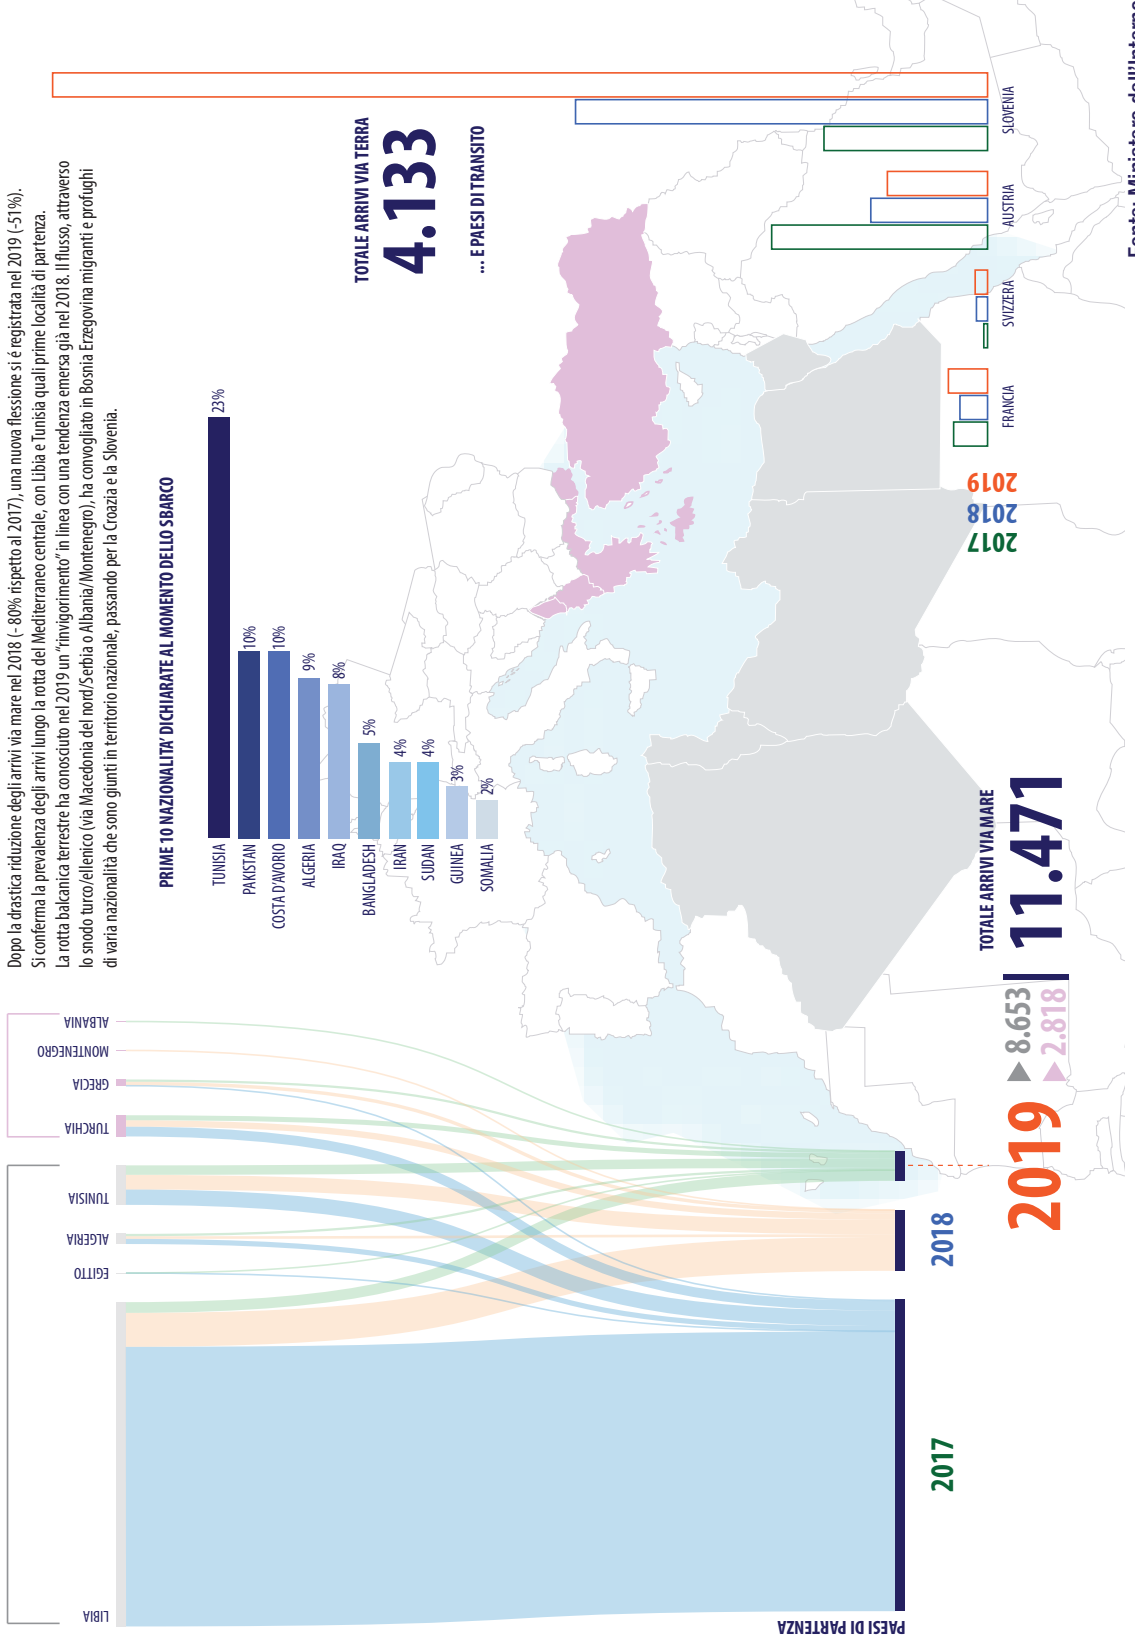 Dopo la drastica riduzione degli arrivi via mare nel 2018 (- 80% rispetto al 2017), una nuova flessione si é registrata nel 2019 (-51%).
Si conferma la prevalenza degli arrivi lungo la rotta del Mediterraneo centrale, con Libia e Tunisia quali prime località di partenza.
La rotta balcanica terrestre ha conosciuto nel 2019 un “rinvigorimento” in linea con una tendenza emersa già nel 2018. Il flusso, attraverso
lo snodo turco/ellenico (via Macedonia del nord/Serbia o Albania/Montenegro), ha convogliato in Bosnia Erzegovina migranti e profughi
di varia nazionalità che sono giunti in territorio nazionale, passando per la Croazia e la Slovenia.
PRIME 10 NAZIONALITA’ DICHIARATE AL MOMENTO DELLO SBARCO
TUNISIA 23%
PAKISTAN 10%
COSTA D’AVORIO 10%
ALGERIA 9%
IRAQ 8%
BANGLADESH 5%
IRAN 4%
SUDAN 4%
GUINEA 3%
SOMALIA 2%
TOTALE ARRIVI VIA TERRA
4.133
... E PAESI DI TRANSITO
FRANCIA
SVIZZERA
AUSTRIA
SLOVENIA
2017
2018
2019
LIBIA
EGITTO
ALGERIA
TUNISIA
TURCHIA
GRECIA
MONTENEGRO
ALBANIA
PAESI DI PARTENZA
2017
2018
2019
8.653
2.818
TOTALE ARRIVI VIA MARE
11.471
Fonte: Ministero dell’Interno